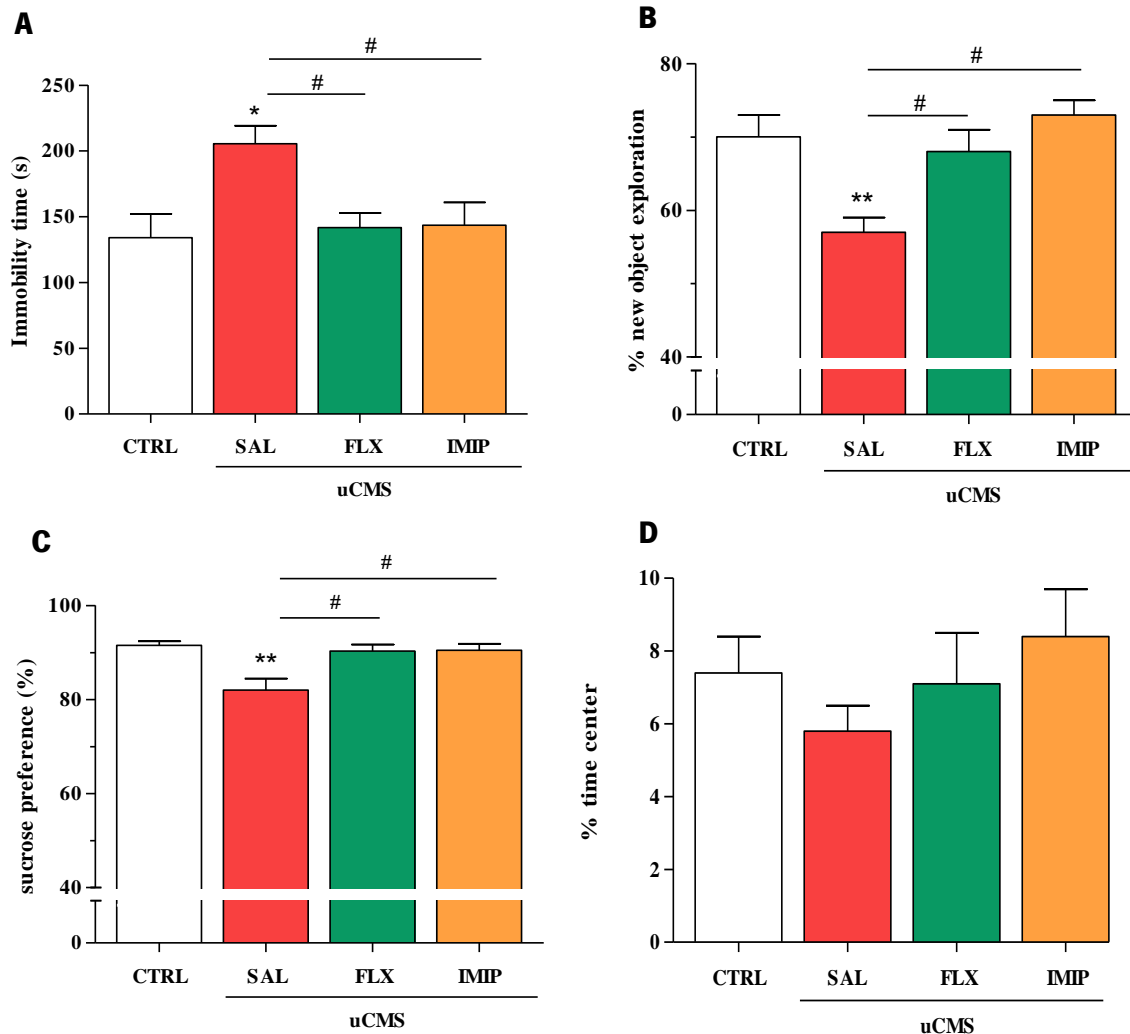 A
Immobility time (s)
250
200
150
100
50
0
#
#
*
CTRL SAL FLX IMIP
uCMS
B
% new object exploration
80
60
40
0
#
#
**
CTRL SAL FLX IMIP
uCMS
C
sucrose preference (%)
100
80
60
40
0
#
#
**
CTRL SAL FLX IMIP
uCMS
D
% time center
10
8
6
4
2
0
CTRL SAL FLX IMIP
uCMS